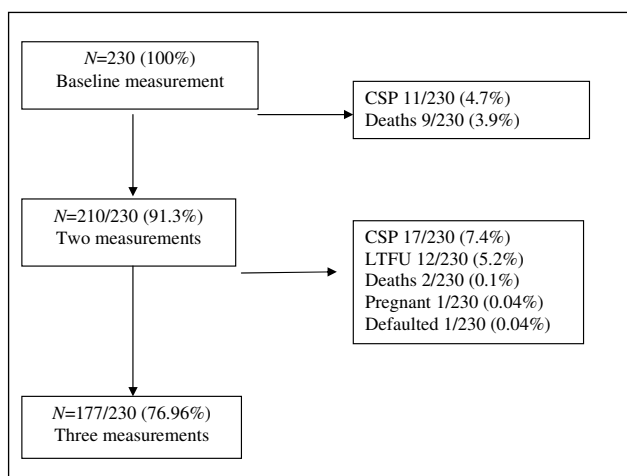 N=230 (100%)
Baseline measurement
CSP 11/230 (4.7%)
Deaths 9/230 (3.9%)
N=210/230 (91.3%)
Two measurements
CSP 17/230 (7.4%)
LTFU 12/230 (5.2%)
Deaths 2/230 (0.1%)
Pregnant 1/230 (0.04%)
Defaulted 1/230 (0.04%)
N=177/230 (76.96%)
Three measurements